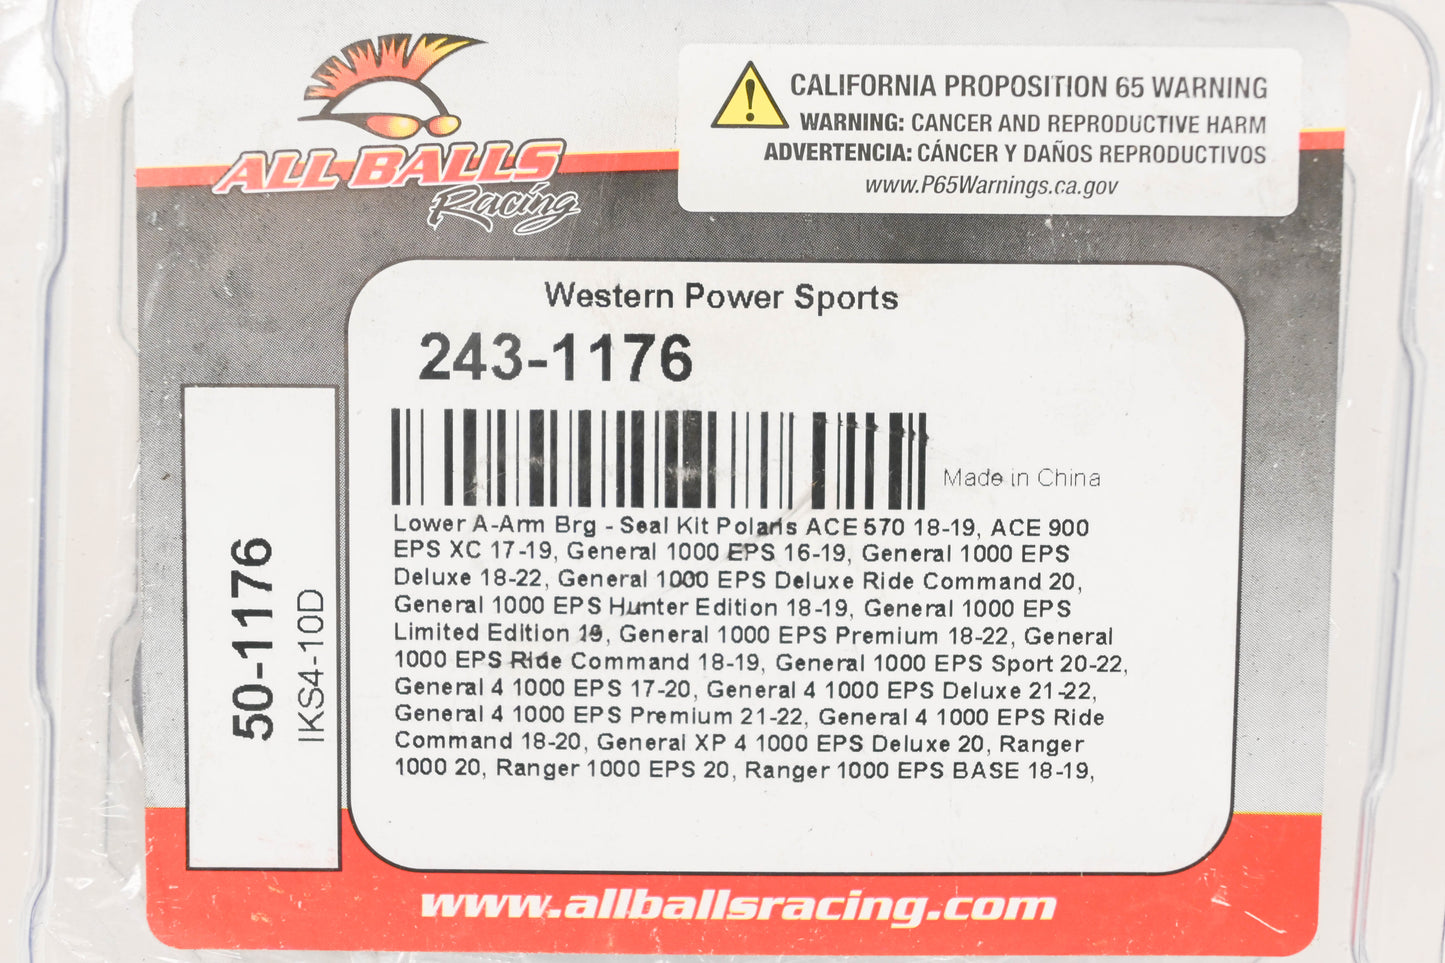 ALL BALLS
Racing
CALIFORNIA PROPOSITION 65 WARNING
WARNING: CANCER AND REPRODUCTIVE HARM
ADVERTENCIA: CÁNCER Y DAÑOS REPRODUCTIVOS
www.P65Warnings.ca.gov
Western Power Sports
243-1176
Made in China
Lower A-Arm Brg - Seal Kit Polaris ACE 570 18-19, ACE 900
EPS XC 17-19, General 1000 EPS 16-19, General 1000 EPS
Deluxe 18-22, General 1000 EPS Deluxe Ride Command 20,
General 1000 EPS Hunter Edition 18-19, General 1000 EPS
Limited Edition 19, General 1000 EPS Premium 18-22, General
1000 EPS Ride Command 18-19, General 1000 EPS Sport 20-22,
General 4 1000 EPS 17-20, General 4 1000 EPS Deluxe 21-22,
General 4 1000 EPS Premium 21-22, General 4 1000 EPS Ride
Command 18-20, General XP 4 1000 EPS Deluxe 20, Ranger
1000 20, Ranger 1000 EPS 20, Ranger 1000 EPS BASE 18-19,
50-1176
IKS4-10D
www.allballsracing.com